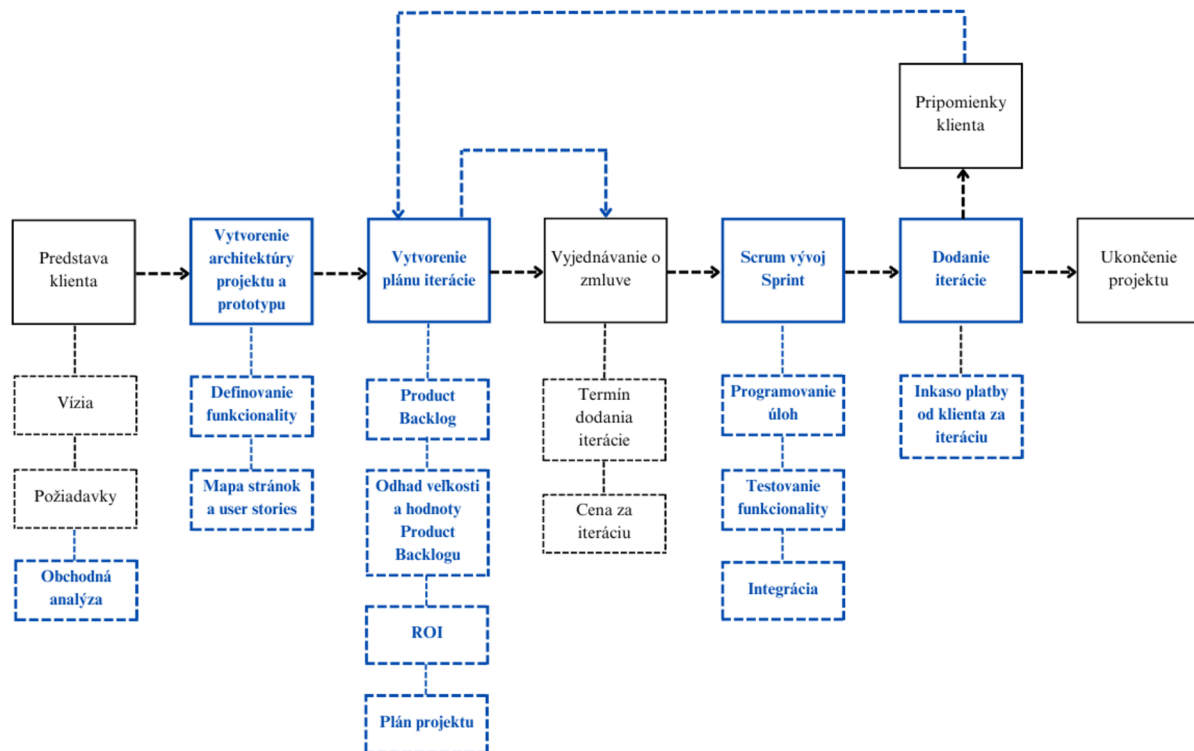 Pripomienky
klienta
Predstava
klienta
Vytvorenie
architektúry
projektu a
prototypu
Vytvorenie
plánu iterácie
Vyjednávanie o
zmluve
Scrum vývoj
Sprint
Dodanie
iterácie
Ukončenie
projektu
Vízia
Požiadavky
Obchodná
analýza
Definovanie
funkcionality
Mapa stránok
a user stories
Product
Backlog
Odhad veľkosti
a hodnoty
Product
Backlogu
ROI
Plán projektu
Termín
dodania
iterácie
Cena za
iteráciu
Programovanie
úloh
Testovanie
funkcionality
Integrácia
Inkaso platby
od klienta za
iteráciu